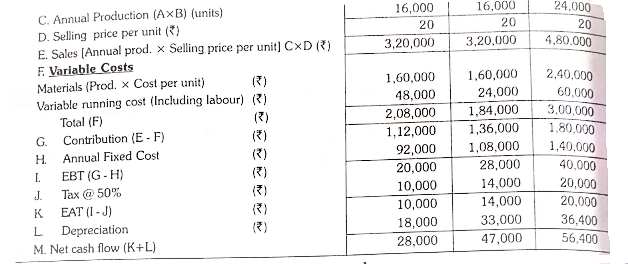 C. Annual Production (A×B) (units) 16,000 16,000 24,000
D. Selling price per unit (₹) 20 20 20
E. Sales [Annual prod. × Selling price per unit] C×D (₹) 3,20,000 3,20,000 4,80,000
F. Variable Costs
Materials (Prod. × Cost per unit) (₹) 1,60,000 1,60,000 2,40,000
Variable running cost (Including labour) (₹) 48,000 24,000 60,000
Total (F) (₹) 2,08,000 1,84,000 3,00,000
G. Contribution (E - F) (₹) 1,12,000 1,36,000 1,80,000
H. Annual Fixed Cost (₹) 92,000 1,08,000 1,40,000
I. EBT (G - H) (₹) 20,000 28,000 40,000
J. Tax @ 50% (₹) 10,000 14,000 20,000
K EAT (I - J) (₹) 10,000 14,000 20,000
L Depreciation (₹) 18,000 33,000 36,400
M. Net cash flow (K+L) 28,000 47,000 56,400